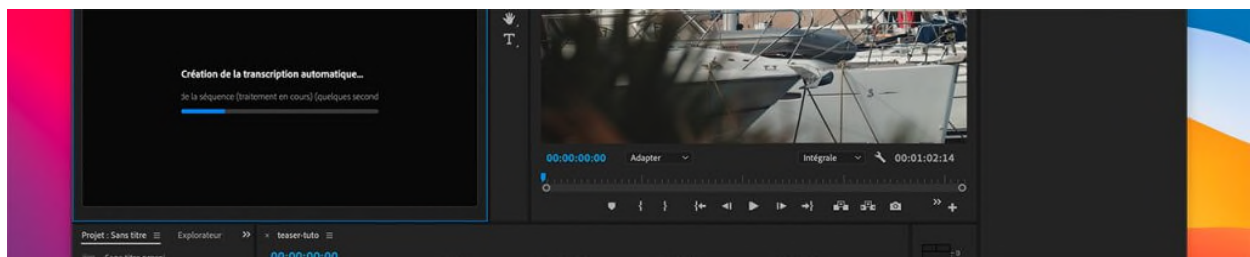 T
Création de la transcription automatique...
de la séquence (traitement en cours) (quelques second
00:00:00:00 Adapter Intégrale 00:01:02:14
Projet : Sans titre Explorateur × teaser-tuto
00:00:00:00